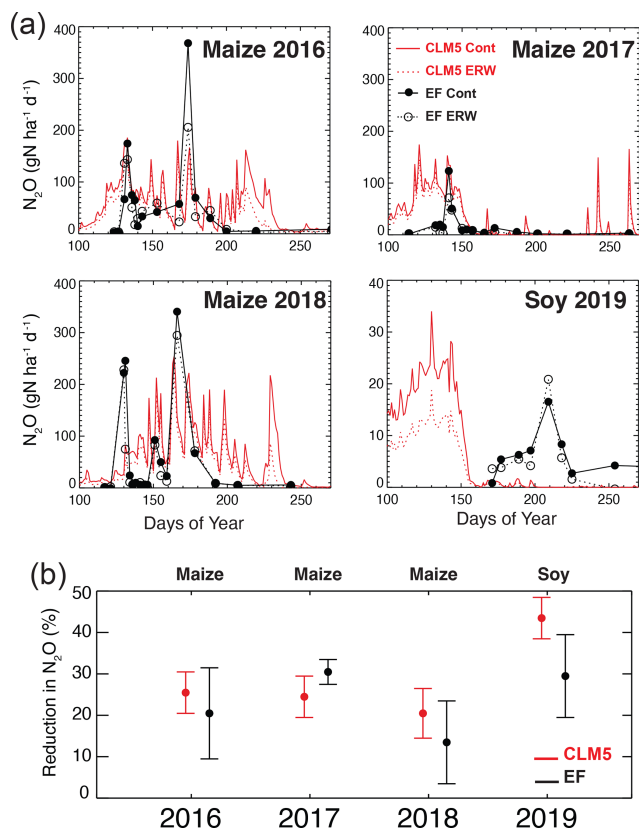 (a)
Maize 2016
Maize 2017
CLM5 Cont
CLM5 ERW
EF Cont
EF ERW
N₂O (gN ha⁻¹ d⁻¹)
400
300
200
100
0
100 150 200 250
400
300
200
100
0
100 150 200 250
Maize 2018
Soy 2019
N₂O (gN ha⁻¹ d⁻¹)
400
300
200
100
0
100 150 200 250
Days of Year
40
30
20
10
0
100 150 200 250
Days of Year
(b)
Maize Maize Maize Soy
Reduction in N₂O (%)
50
40
30
20
10
0
CLM5
EF
2016 2017 2018 2019